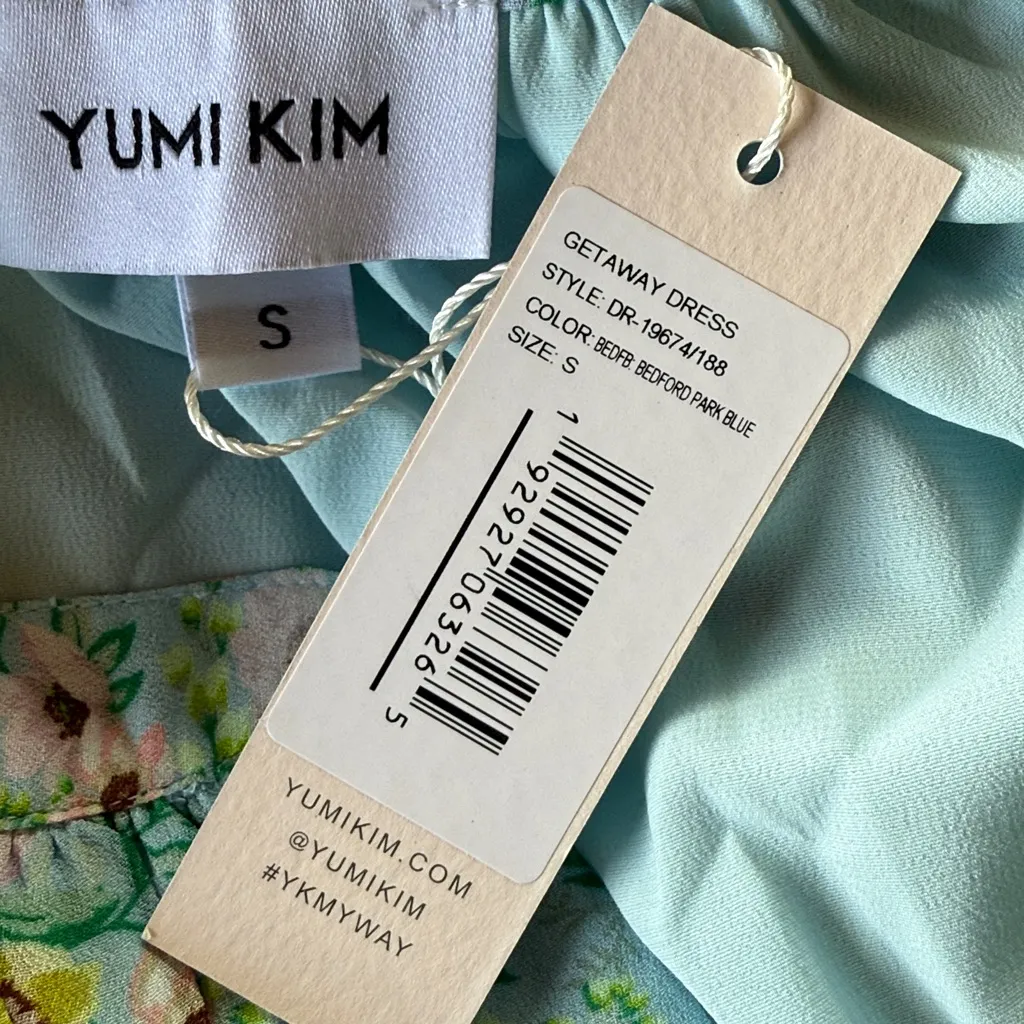 YUMI KIM
S
GETAWAY DRESS
STYLE: DR-19674/188
COLOR: BEDFB: BEDFORD PARK BLUE
SIZE: S
1 92927 06326 5
YUMIKIM.COM
@YUMIKIM
#YKMYWAY